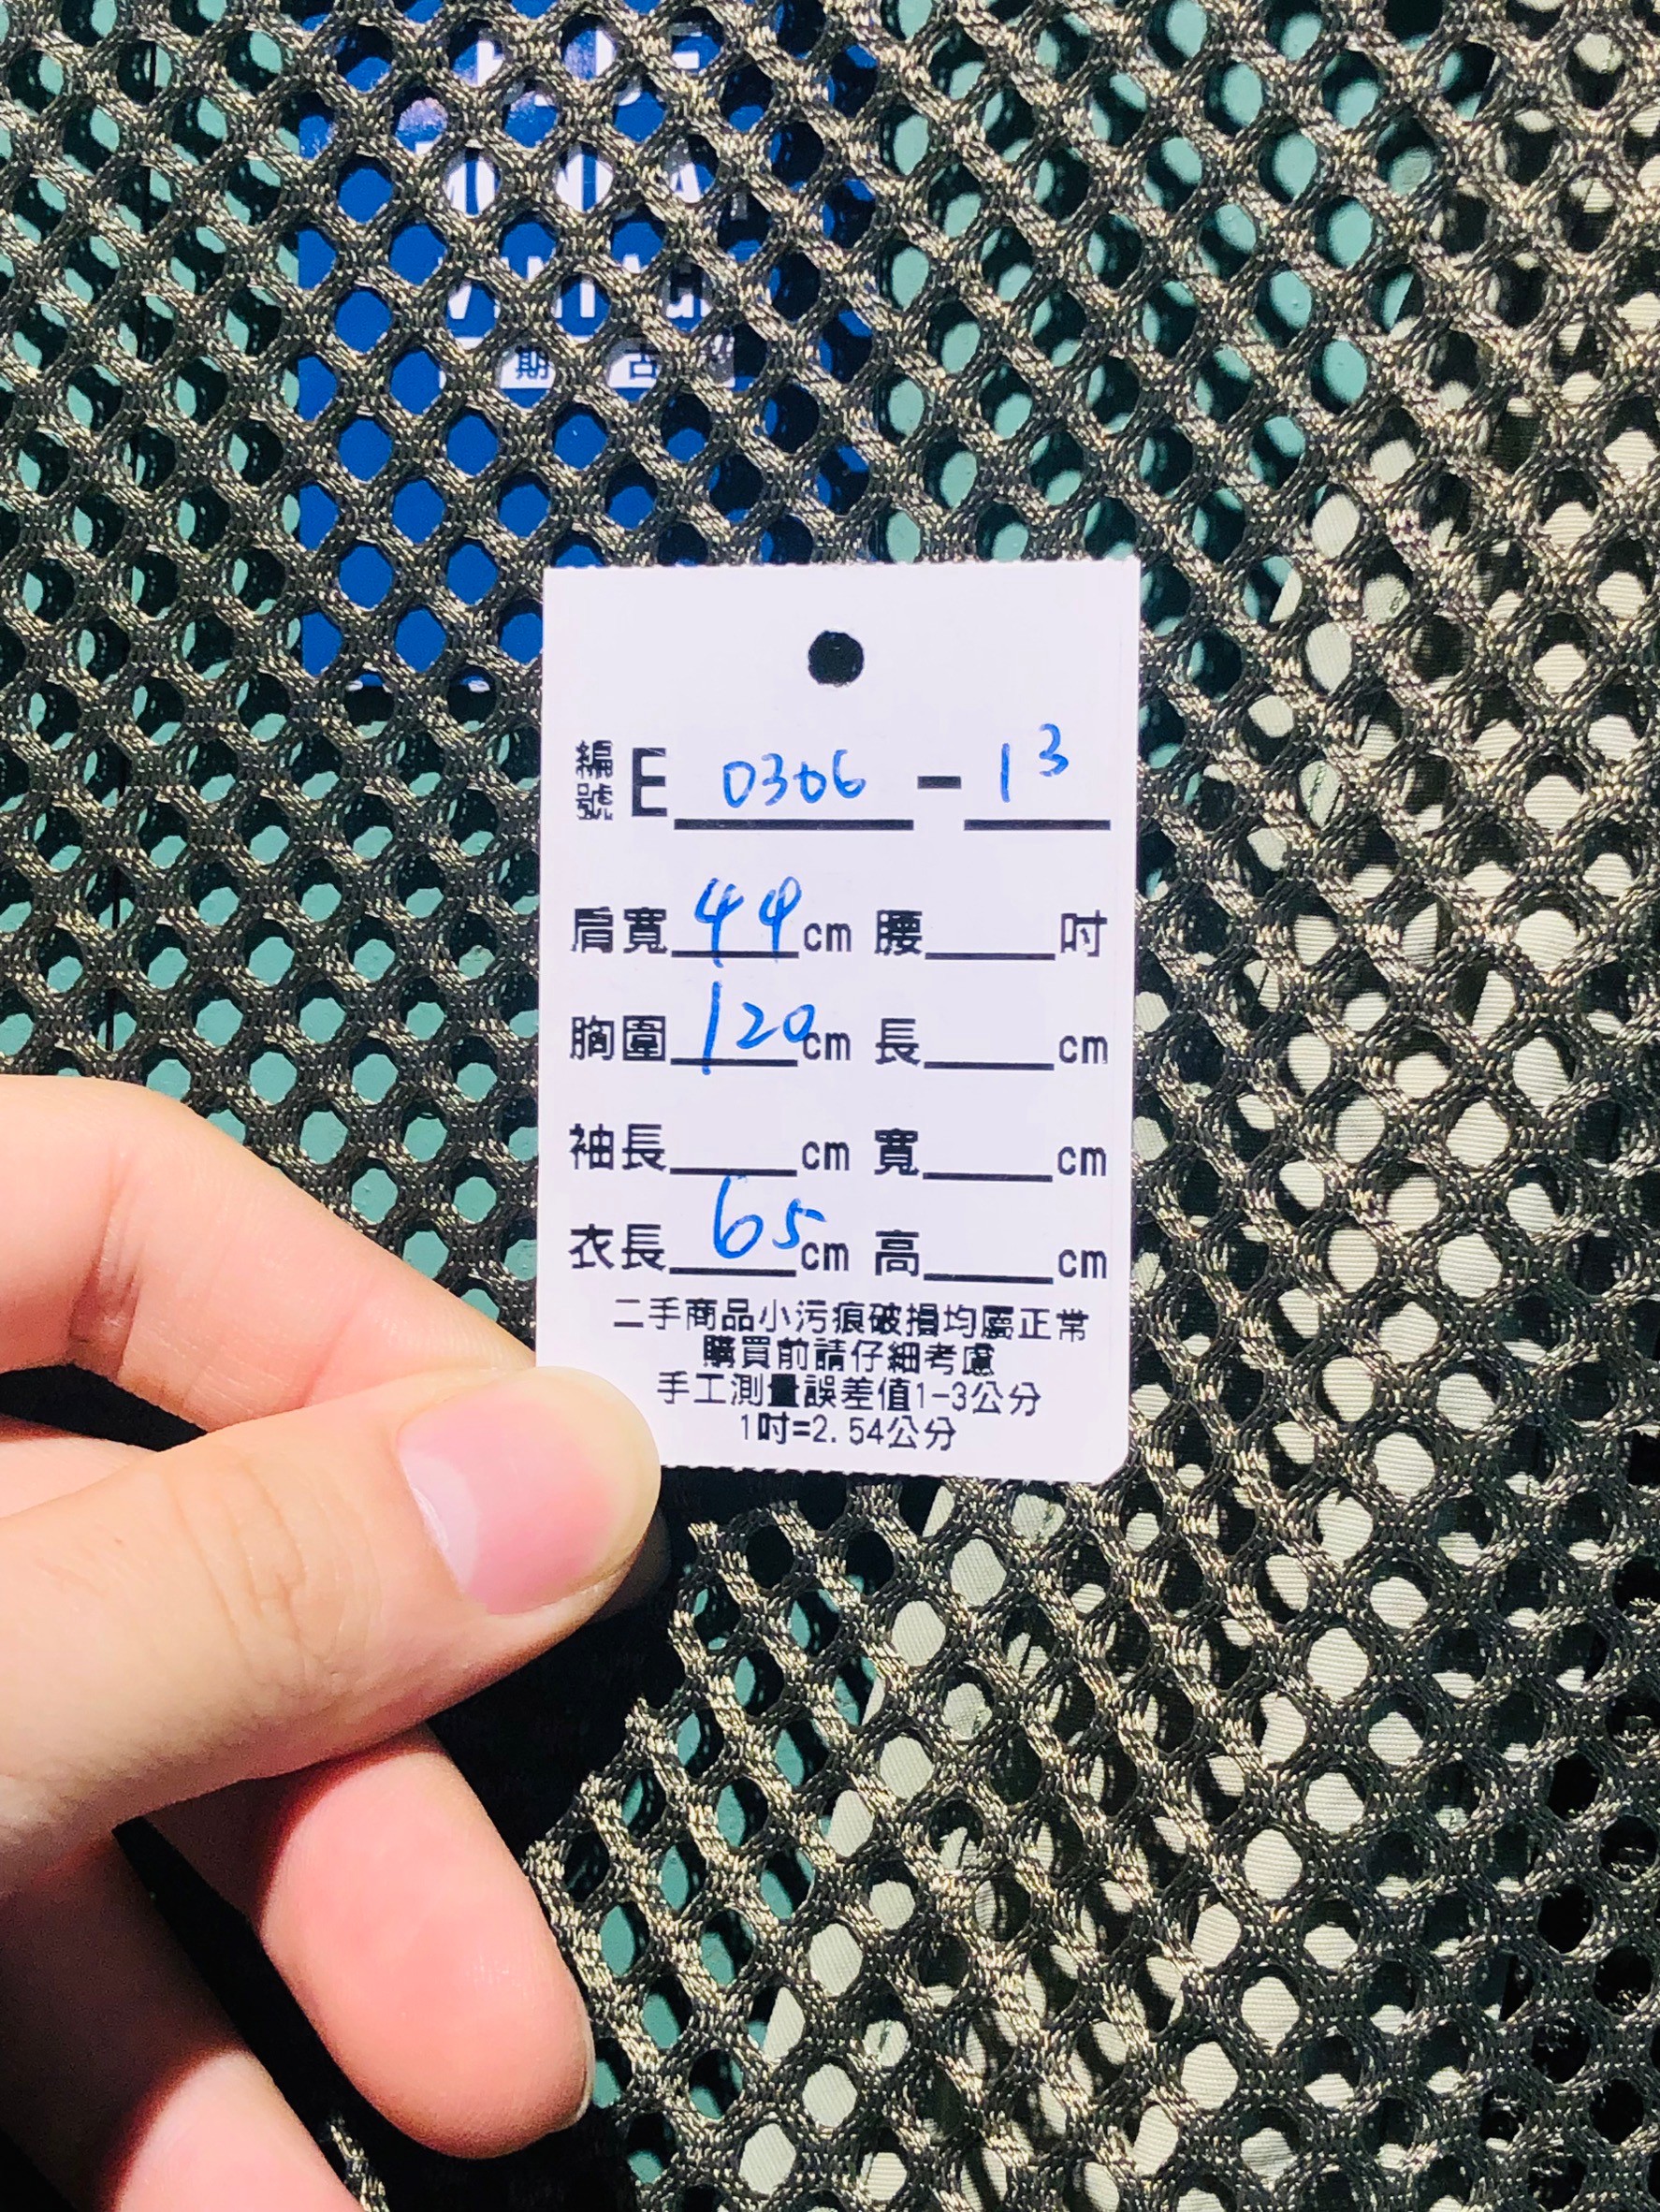 期 古
編號 E 0306 - 13
肩寬 44 cm 腰 吋
胸圍 120 cm 長 cm
袖長 cm 寬 cm
衣長 65 cm 高 cm
二手商品小污痕破損均屬正常
購買前請仔細考慮
手工測量誤差值1-3公分
1吋=2.54公分